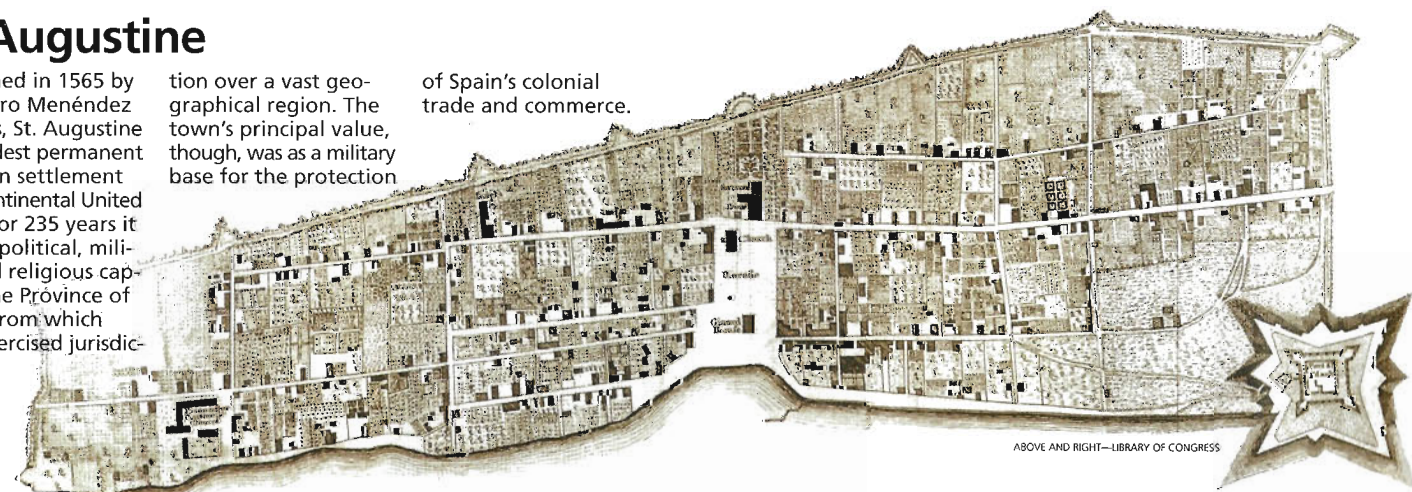 Augustine
ed in 1565 by
ro Menéndez
s, St. Augustine
dest permanent
n settlement
ntinental United
or 235 years it
political, mili-
d religious cap-
ne Province of
from which
ercised jurisdic-
tion over a vast geo-
graphical region. The
town's principal value,
though, was as a military
base for the protection
of Spain's colonial
trade and commerce.
Church
ABOVE AND RIGHT—LIBRARY OF CONGRESS